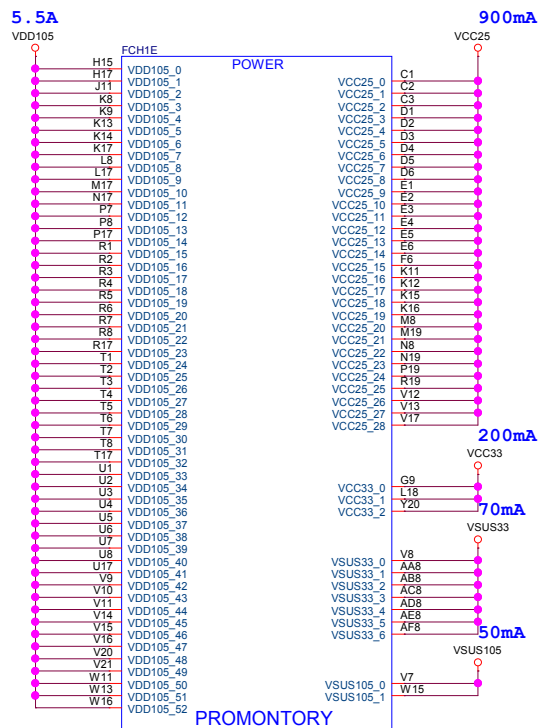 5.5A
VDD105
FCH1E
POWER
H15 VDD105_0
H17 VDD105_1
J11 VDD105_2
K8 VDD105_3
K9 VDD105_4
K13 VDD105_5
K14 VDD105_6
K17 VDD105_7
L8 VDD105_8
L17 VDD105_9
M17 VDD105_10
N17 VDD105_11
P7 VDD105_12
P8 VDD105_13
P17 VDD105_14
R1 VDD105_15
R2 VDD105_16
R3 VDD105_17
R4 VDD105_18
R5 VDD105_19
R6 VDD105_20
R7 VDD105_21
R8 VDD105_22
R17 VDD105_23
T1 VDD105_24
T2 VDD105_25
T3 VDD105_26
T4 VDD105_27
T5 VDD105_28
T6 VDD105_29
T7 VDD105_30
T8 VDD105_31
T17 VDD105_32
U1 VDD105_33
U2 VDD105_34
U3 VDD105_35
U4 VDD105_36
U5 VDD105_37
U6 VDD105_38
U7 VDD105_39
U8 VDD105_40
U17 VDD105_41
V9 VDD105_42
V10 VDD105_43
V11 VDD105_44
V14 VDD105_45
V15 VDD105_46
V16 VDD105_47
V20 VDD105_48
V21 VDD105_49
W11 VDD105_50
W13 VDD105_51
W16 VDD105_52
900mA
VCC25
VCC25_0 C1
VCC25_1 C2
VCC25_2 C3
VCC25_3 D1
VCC25_4 D2
VCC25_5 D3
VCC25_6 D4
VCC25_7 D5
VCC25_8 D6
VCC25_9 E1
VCC25_10 E2
VCC25_11 E3
VCC25_12 E4
VCC25_13 E5
VCC25_14 E6
VCC25_15 F6
VCC25_16 K11
VCC25_17 K12
VCC25_18 K15
VCC25_19 K16
VCC25_20 M8
VCC25_21 M19
VCC25_22 N8
VCC25_23 N19
VCC25_24 P19
VCC25_25 R19
VCC25_26 V12
VCC25_27 V13
VCC25_28 V17
200mA
VCC33
VCC33_0 G9
VCC33_1 L18
VCC33_2 Y20
70mA
VSUS33
VSUS33_0 V8
VSUS33_1 AA8
VSUS33_2 AB8
VSUS33_3 AC8
VSUS33_4 AD8
VSUS33_5 AE8
VSUS33_6 AF8
50mA
VSUS105
VSUS105_0 V7
VSUS105_1 W15
PROMONTORY